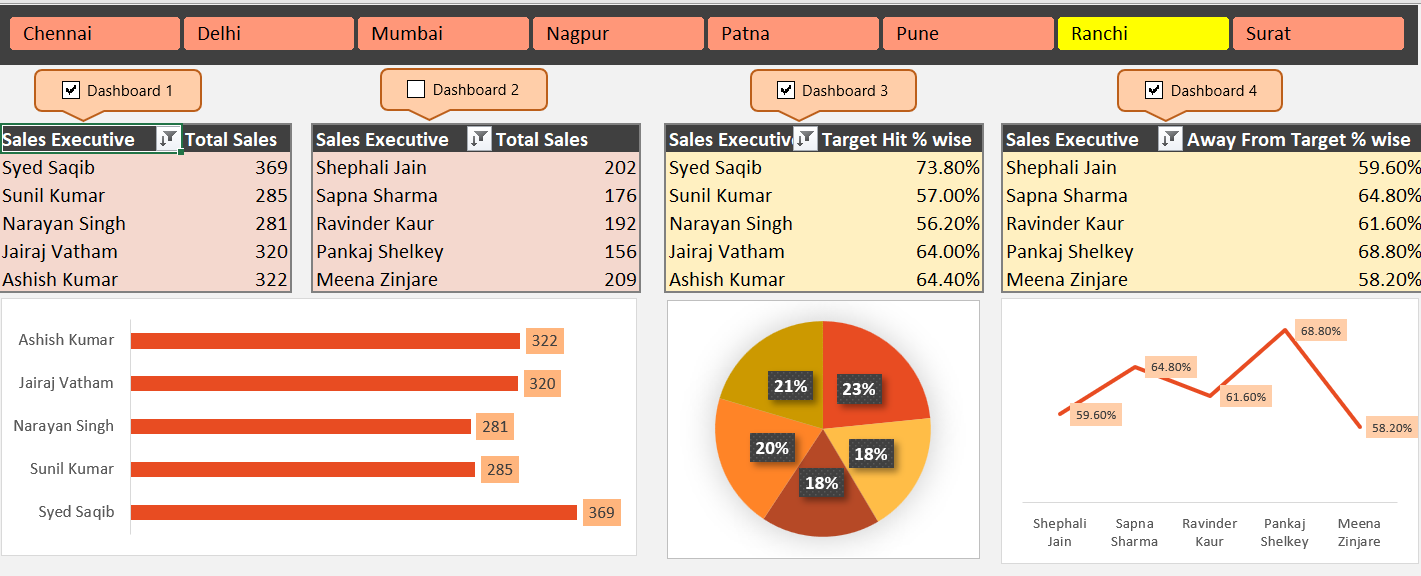 Chennai Delhi Mumbai Nagpur Patna Pune Ranchi Surat
Dashboard 1 Dashboard 2 Dashboard 3 Dashboard 4
Sales Executive Total Sales
Syed Saqib 369
Sunil Kumar 285
Narayan Singh 281
Jairaj Vatham 320
Ashish Kumar 322
Sales Executive Total Sales
Shephali Jain 202
Sapna Sharma 176
Ravinder Kaur 192
Pankaj Shelkey 156
Meena Zinjare 209
Sales Executiv Target Hit % wise
Syed Saqib 73.80%
Sunil Kumar 57.00%
Narayan Singh 56.20%
Jairaj Vatham 64.00%
Ashish Kumar 64.40%
Sales Executive Away From Target % wise
Shephali Jain 59.60%
Sapna Sharma 64.80%
Ravinder Kaur 61.60%
Pankaj Shelkey 68.80%
Meena Zinjare 58.20%
Ashish Kumar 322
Jairaj Vatham 320
Narayan Singh 281
Sunil Kumar 285
Syed Saqib 369
21% 23%
20% 18%
18%
68.80%
64.80%
61.60%
59.60%
58.20%
Shephali Sapna Ravinder Pankaj Meena
Jain Sharma Kaur Shelkey Zinjare